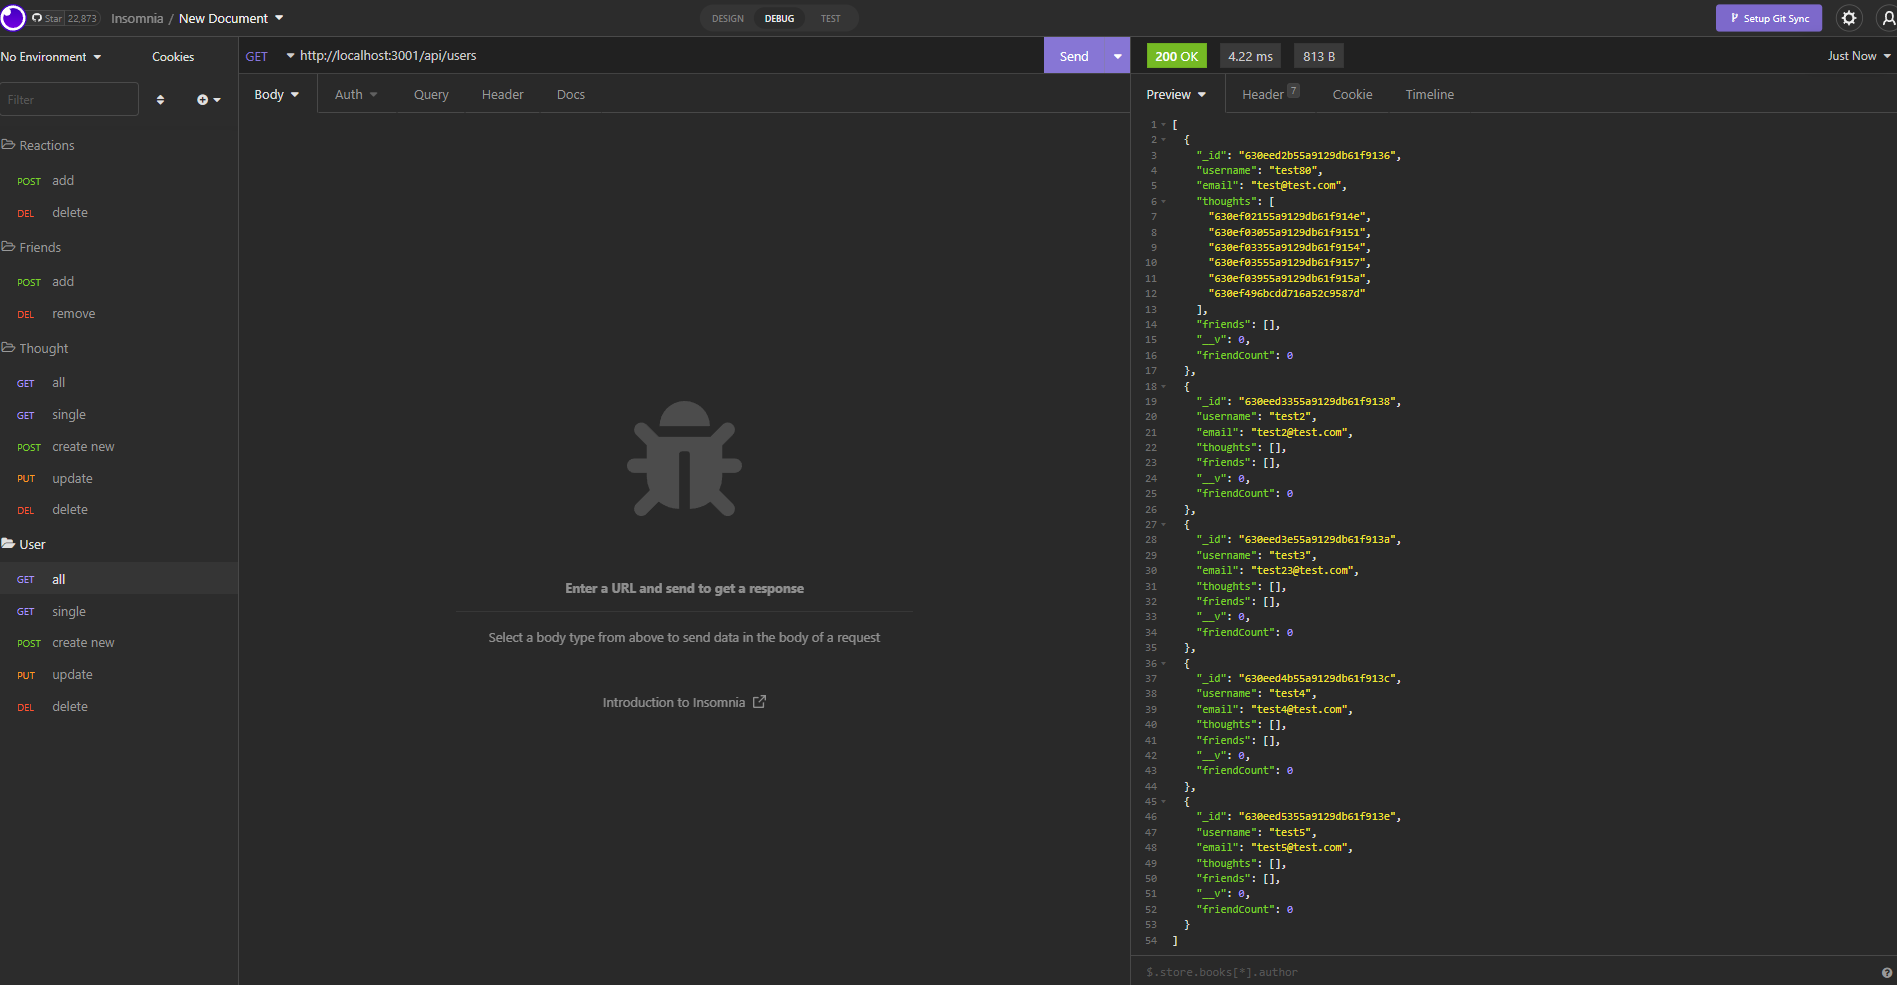 Star 22,873 Insomnia / New Document DESIGN DEBUG TEST Setup Git Sync
No Environment Cookies
GET http://localhost:3001/api/users Send
200 OK 4.22 ms 813 B Just Now
Filter
Body Auth Query Header Docs
Preview Header 7 Cookie Timeline
Reactions
POST add
DEL delete
Friends
POST add
DEL remove
Thought
GET all
GET single
POST create new
PUT update
DEL delete
User
GET all
GET single
POST create new
PUT update
DEL delete
Enter a URL and send to get a response
Select a body type from above to send data in the body of a request
Introduction to Insomnia
1 [
2 {
3 "_id": "630eed2b55a9129db61f9136",
4 "username": "test80",
5 "email": "test@test.com",
6 "thoughts": [
7 "630ef02155a9129db61f914e",
8 "630ef03055a9129db61f9151",
9 "630ef03355a9129db61f9154",
10 "630ef03555a9129db61f9157",
11 "630ef03955a9129db61f915a",
12 "630ef496bcdd716a52c9587d"
13 ],
14 "friends": [],
15 "__v": 0,
16 "friendCount": 0
17 },
18 {
19 "_id": "630eed3355a9129db61f9138",
20 "username": "test2",
21 "email": "test2@test.com",
22 "thoughts": [],
23 "friends": [],
24 "__v": 0,
25 "friendCount": 0
26 },
27 {
28 "_id": "630eed3e55a9129db61f913a",
29 "username": "test3",
30 "email": "test23@test.com",
31 "thoughts": [],
32 "friends": [],
33 "__v": 0,
34 "friendCount": 0
35 },
36 {
37 "_id": "630eed4b55a9129db61f913c",
38 "username": "test4",
39 "email": "test4@test.com",
40 "thoughts": [],
41 "friends": [],
42 "__v": 0,
43 "friendCount": 0
44 },
45 {
46 "_id": "630eed5355a9129db61f913e",
47 "username": "test5",
48 "email": "test5@test.com",
49 "thoughts": [],
50 "friends": [],
51 "__v": 0,
52 "friendCount": 0
53 }
54 ]
$.store.books[*].author